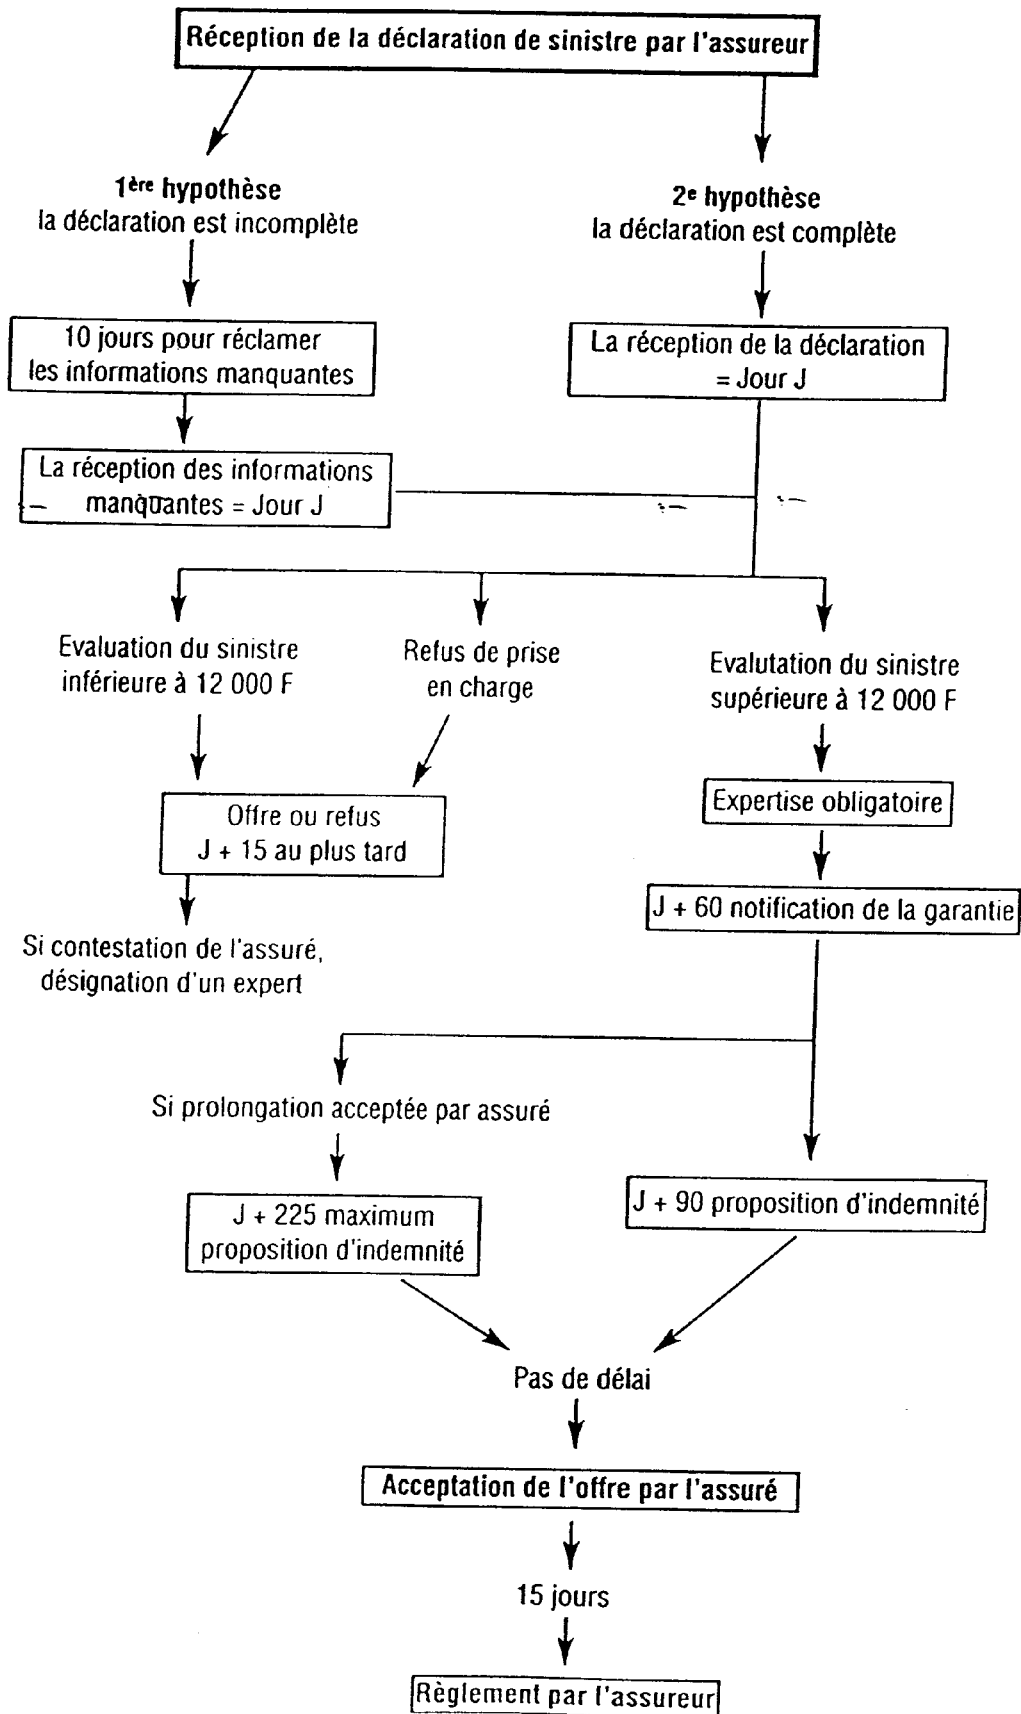 Réception de la déclaration de sinistre par l'assureur
1ère hypothèse
la déclaration est incomplète
2e hypothèse
la déclaration est complète
10 jours pour réclamer
les informations manquantes
La réception de la déclaration
= Jour J
La réception des informations
manquantes = Jour J
Evaluation du sinistre
inférieure à 12 000 F
Refus de prise
en charge
Evalutation du sinistre
supérieure à 12 000 F
Offre ou refus
J + 15 au plus tard
Expertise obligatoire
J + 60 notification de la garantie
Si contestation de l'assuré,
désignation d'un expert
Si prolongation acceptée par assuré
J + 225 maximum
proposition d'indemnité
J + 90 proposition d'indemnité
Pas de délai
Acceptation de l'offre par l'assuré
15 jours
Règlement par l'assureur